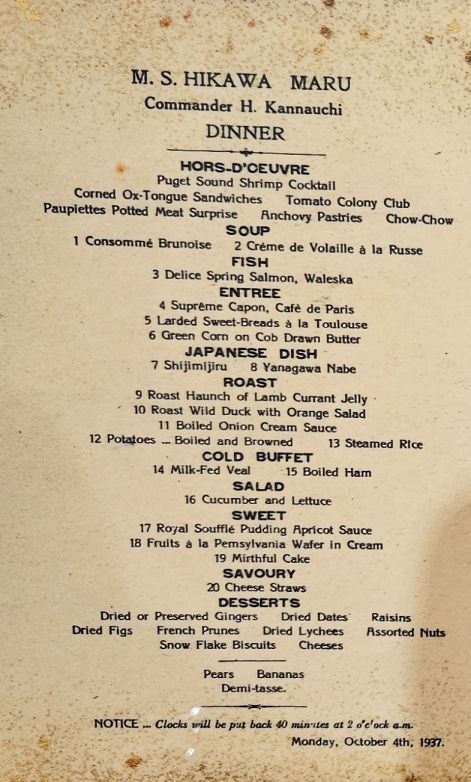 M. S. HIKAWA MARU
Commander H. Kannauchi
DINNER
HORS-D'OEUVRE
Puget Sound Shrimp Cocktail
Corned Ox-Tongue Sandwiches Tomato Colony Club
Paupiettes Potted Meat Surprise Anchovy Pastries Chow-Chow
SOUP
1 Consommé Brunoise 2 Créme de Volaille à la Russe
FISH
3 Delice Spring Salmon, Waleska
ENTREE
4 Suprême Capon, Cafè de Paris
5 Larded Sweet-Breads à la Toulouse
6 Green Corn on Cob Drawn Butter
JAPANESE DISH
7 Shijimijiru 8 Yanagawa Nabe
ROAST
9 Roast Haunch of Lamb Currant Jelly
10 Roast Wild Duck with Orange Salad
11 Boiled Onion Cream Sauce
12 Potatoes ... Boiled and Browned 13 Steamed Rice
COLD BUFFET
14 Milk-Fed Veal 15 Boiled Ham
SALAD
16 Cucumber and Lettuce
SWEET
17 Royal Soufflé Pudding Apricot Sauce
18 Fruits à la Pemsylvania Wafer in Cream
19 Mirthful Cake
SAVOURY
20 Cheese Straws
DESSERTS
Dried or Preserved Gingers Dried Dates Raisins
Dried Figs French Prunes Dried Lychees Assorted Nuts
Snow Flake Biscuits Cheeses
Pears Bananas
Demi-tasse.
NOTICE ... Clocks will be put back 40 minutes at 2 o'clock a.m.
Monday, October 4th, 1937.